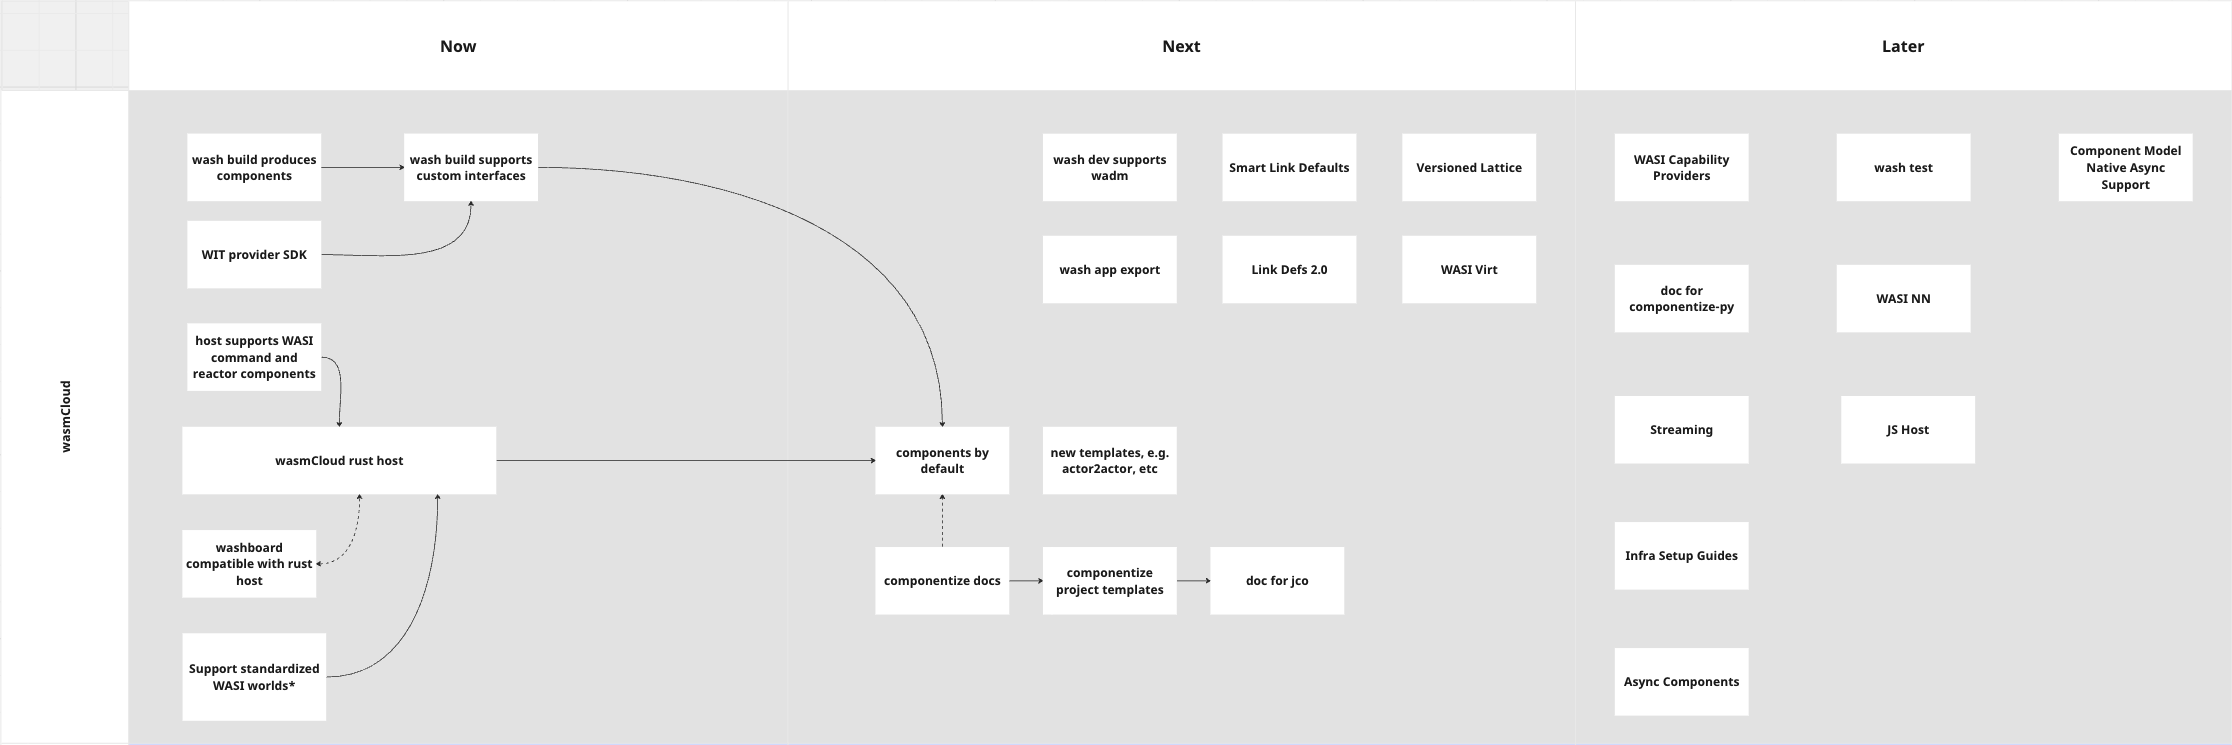 Now
Next
Later
wasmCloud
wash build produces
components
wash build supports
custom interfaces
WIT provider SDK
host supports WASI
command and
reactor components
wasmCloud rust host
washboard
compatible with rust
host
Support standardized
WASI worlds*
wash dev supports
wadm
Smart Link Defaults
Versioned Lattice
wash app export
Link Defs 2.0
WASI Virt
components by
default
new templates, e.g.
actor2actor, etc
componentize docs
componentize
project templates
doc for jco
WASI Capability
Providers
wash test
Component Model
Native Async
Support
doc for
componentize-py
WASI NN
Streaming
JS Host
Infra Setup Guides
Async Components